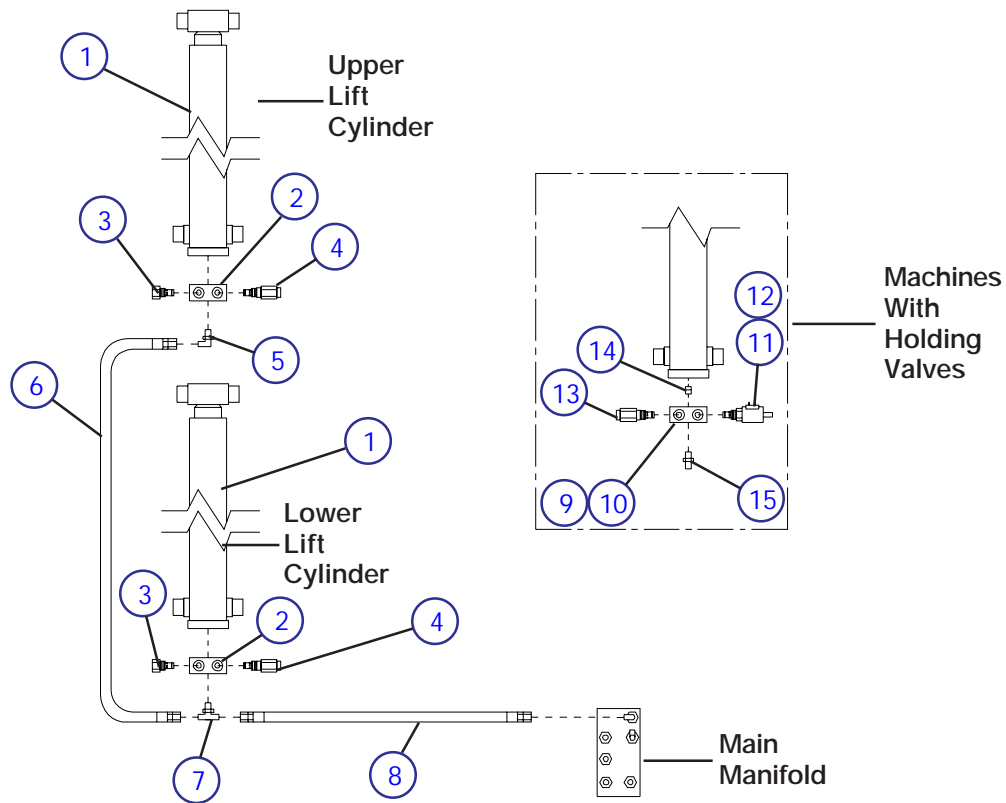 1
Upper
Lift
Cylinder
2
3
4
5
6
1
Lower
Lift
Cylinder
3
2
4
7
8
Main
Manifold
12
11
14
13
9
10
15
Machines
With
Holding
Valves